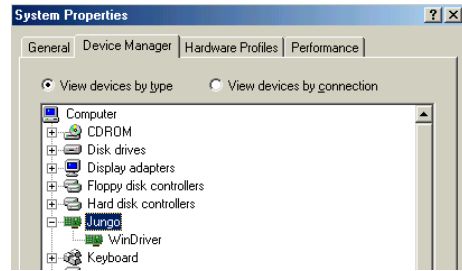 System Properties
General Device Manager Hardware Profiles Performance
View devices by type View devices by connection
Computer
CDROM
Disk drives
Display adapters
Floppy disk controllers
Hard disk controllers
Jungo
WinDriver
Keyboard